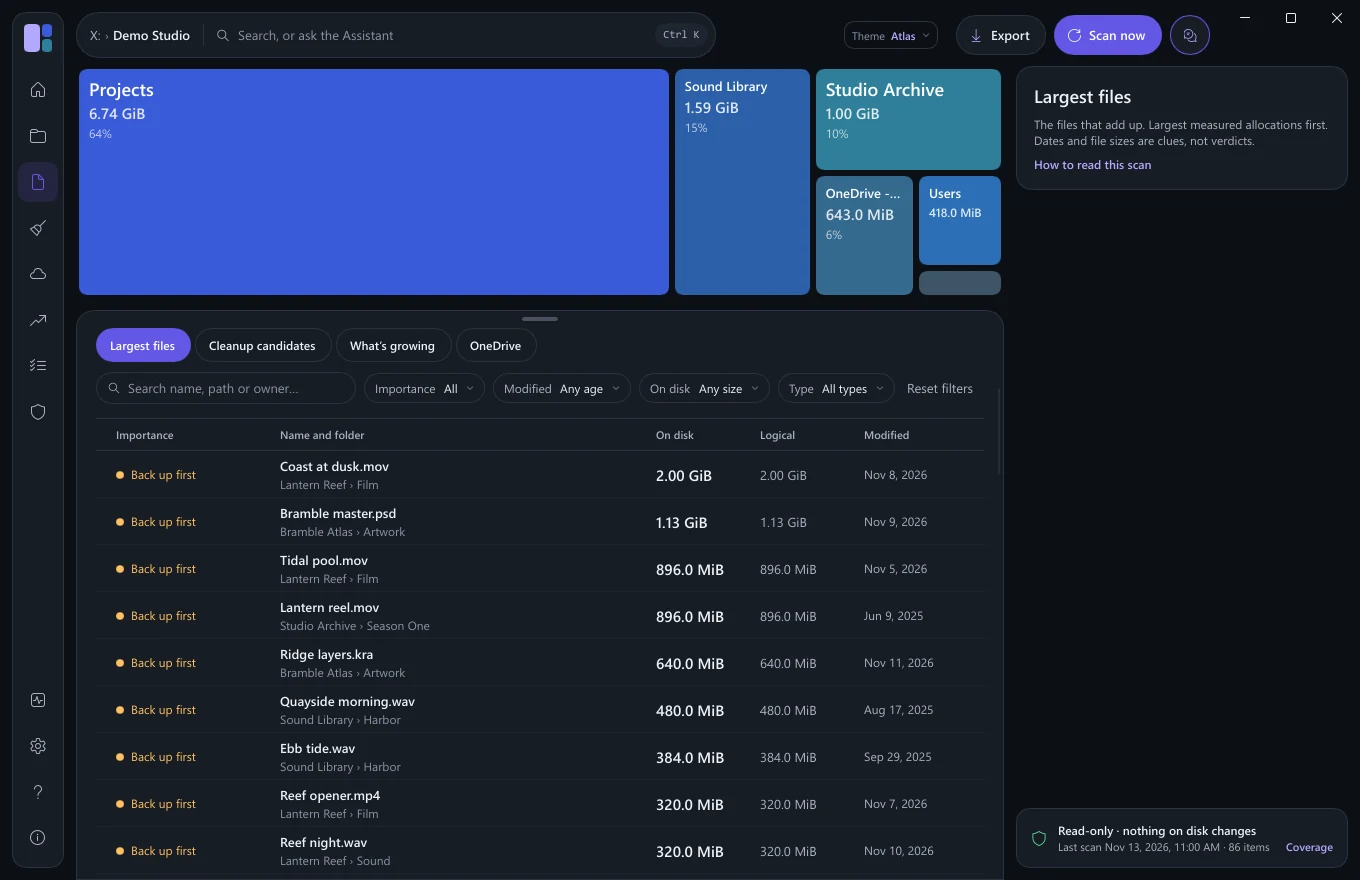 X: › Demo Studio
Search, or ask the Assistant
Ctrl K
Theme Atlas
Export
Scan now
Projects
6.74 GiB
64%
Sound Library
1.59 GiB
15%
Studio Archive
1.00 GiB
10%
OneDrive -...
643.0 MiB
6%
Users
418.0 MiB
Largest files
The files that add up. Largest measured allocations first.
Dates and file sizes are clues, not verdicts.
How to read this scan
Largest files
Cleanup candidates
What's growing
OneDrive
Search name, path or owner...
Importance All
Modified Any age
On disk Any size
Type All types
Reset filters
Importance Name and folder On disk Logical Modified
Back up first Coast at dusk.mov 2.00 GiB 2.00 GiB Nov 8, 2026
Lantern Reef › Film
Back up first Bramble master.psd 1.13 GiB 1.13 GiB Nov 9, 2026
Bramble Atlas › Artwork
Back up first Tidal pool.mov 896.0 MiB 896.0 MiB Nov 5, 2026
Lantern Reef › Film
Back up first Lantern reel.mov 896.0 MiB 896.0 MiB Jun 9, 2025
Studio Archive › Season One
Back up first Ridge layers.kra 640.0 MiB 640.0 MiB Nov 11, 2026
Bramble Atlas › Artwork
Back up first Quayside morning.wav 480.0 MiB 480.0 MiB Aug 17, 2025
Sound Library › Harbor
Back up first Ebb tide.wav 384.0 MiB 384.0 MiB Sep 29, 2025
Sound Library › Harbor
Back up first Reef opener.mp4 320.0 MiB 320.0 MiB Nov 7, 2026
Lantern Reef › Film
Back up first Reef night.wav 320.0 MiB 320.0 MiB Nov 10, 2026
Lantern Reef › Sound
Read-only · nothing on disk changes
Last scan Nov 13, 2026, 11:00 AM · 86 items
Coverage